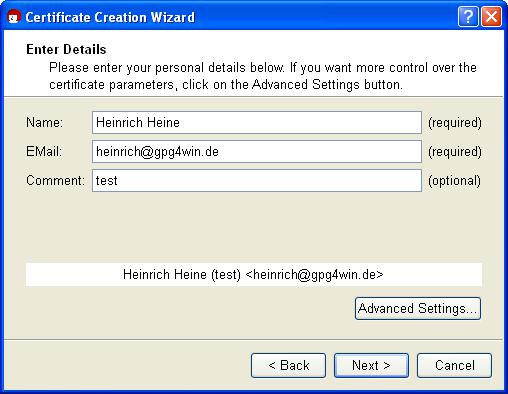 Certificate Creation Wizard
Enter Details
Please enter your personal details below. If you want more control over the
certificate parameters, click on the Advanced Settings button.
Name: Heinrich Heine (required)
EMail: heinrich@gpg4win.de (required)
Comment: test (optional)
Heinrich Heine (test) <heinrich@gpg4win.de>
Advanced Settings...
< Back Next > Cancel